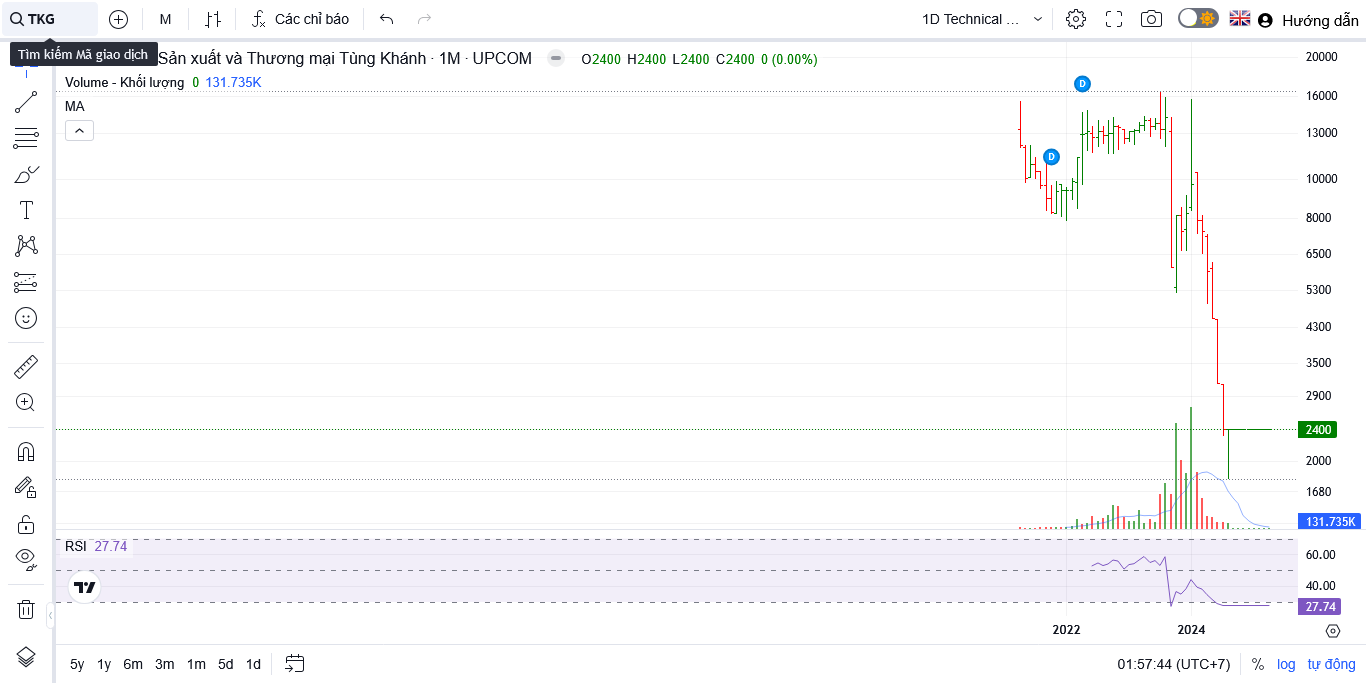 TKG
M
Các chỉ báo
1D Technical ...
Hướng dẫn
Tìm kiếm Mã giao dịch
Sản xuất và Thương mại Tùng Khánh · 1M · UPCOM
O2400 H2400 L2400 C2400 0 (0.00%)
Volume - Khối lượng 0 131.735K
MA
D
D
20000
16000
13000
10000
8000
6500
5300
4300
3500
2900
2400
2000
1680
131.735K
RSI 27.74
60.00
40.00
27.74
2022
2024
5y 1y 6m 3m 1m 5d 1d
01:57:44 (UTC+7)
%
log
tự động